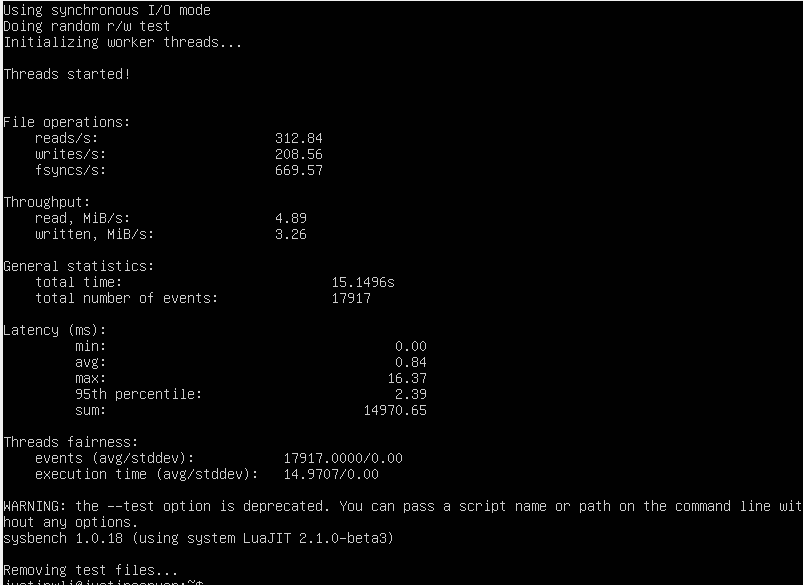 Using synchronous I/O mode
Doing random r/w test
Initializing worker threads...
Threads started!
File operations:
reads/s: 312.84
writes/s: 208.56
fsyncs/s: 669.57
Throughput:
read, MiB/s: 4.89
written, MiB/s: 3.26
General statistics:
total time: 15.1496s
total number of events: 17917
Latency (ms):
min: 0.00
avg: 0.84
max: 16.37
95th percentile: 2.39
sum: 14970.65
Threads fairness:
events (avg/stddev): 17917.0000/0.00
execution time (avg/stddev): 14.9707/0.00
WARNING: the --test option is deprecated. You can pass a script name or path on the command line wit
hout any options.
sysbench 1.0.18 (using system LuaJIT 2.1.0-beta3)
Removing test files...